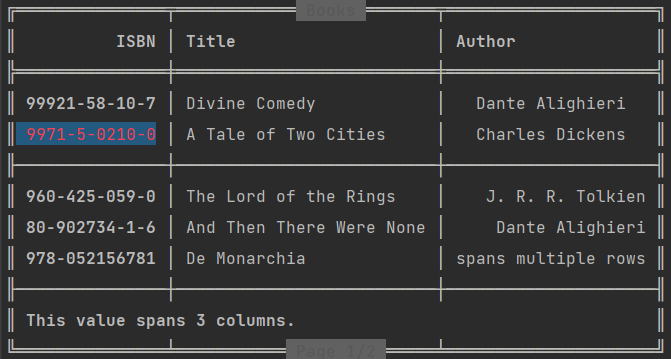 Books
ISBN Title Author
99921-58-10-7 Divine Comedy Dante Alighieri
9971-5-0210-0 A Tale of Two Cities Charles Dickens
960-425-059-0 The Lord of the Rings J. R. R. Tolkien
80-902734-1-6 And Then There Were None Dante Alighieri
978-052156781 De Monarchia spans multiple rows
This value spans 3 columns.
Page 1/2